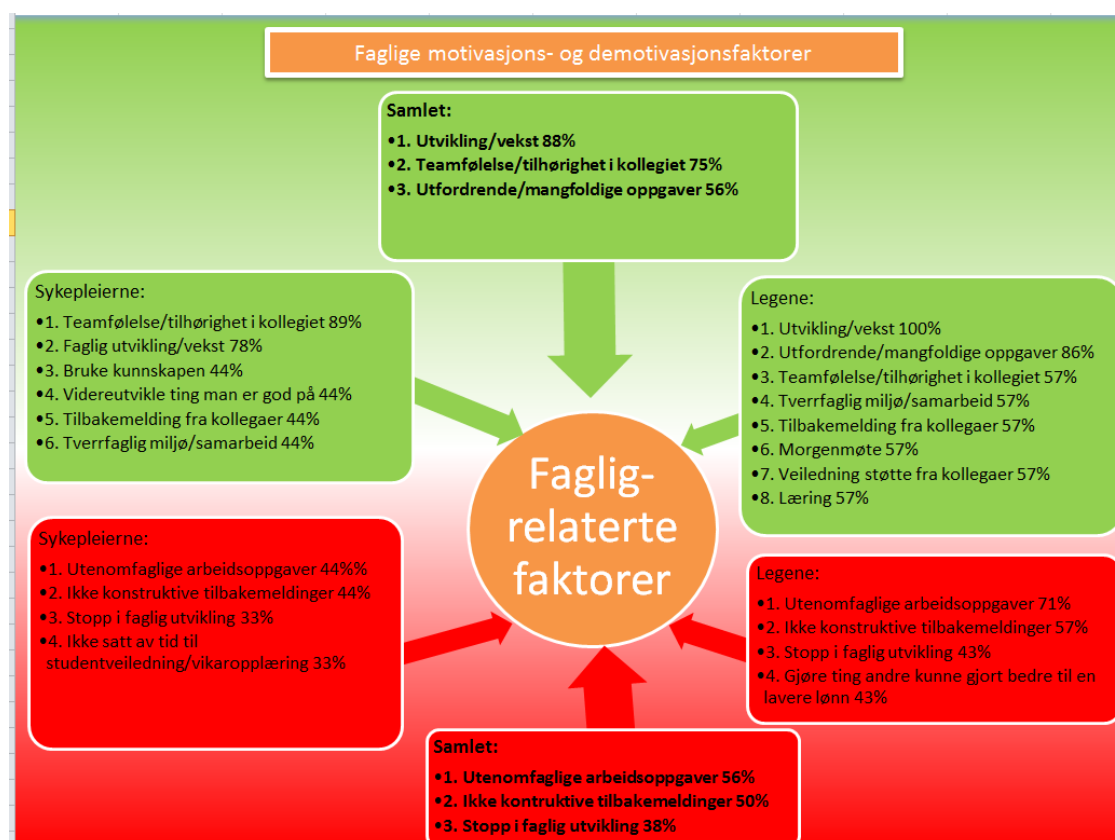 Faglige motivasjons- og demotivasjonsfaktorer
Samlet:
•1. Utvikling/vekst 88%
•2. Teamfølelse/tilhørighet i kollegiet 75%
•3. Utfordrende/mangfoldige oppgaver 56%
Sykepleierne:
•1. Teamfølelse/tilhørighet i kollegiet 89%
•2. Faglig utvikling/vekst 78%
•3. Bruke kunnskapen 44%
•4. Videreutvikle ting man er god på 44%
•5. Tilbakemelding fra kollegaer 44%
•6. Tverrfaglig miljø/samarbeid 44%
Legene:
•1. Utvikling/vekst 100%
•2. Utfordrende/mangfoldige oppgaver 86%
•3. Teamfølelse/tilhørighet i kollegiet 57%
•4. Tverrfaglig miljø/samarbeid 57%
•5. Tilbakemelding fra kollegaer 57%
•6. Morgenmøte 57%
•7. Veiledning støtte fra kollegaer 57%
•8. Læring 57%
Faglig-
relaterte
faktorer
Sykepleierne:
•1. Utenomfaglige arbeidsoppgaver 44%%
•2. Ikke konstruktive tilbakemeldinger 44%
•3. Stopp i faglig utvikling 33%
•4. Ikke satt av tid til
studentveiledning/vikaropplæring 33%
Legene:
•1. Utenomfaglige arbeidsoppgaver 71%
•2. Ikke konstruktive tilbakemeldinger 57%
•3. Stopp i faglig utvikling 43%
•4. Gjøre ting andre kunne gjort bedre til en
lavere lønn 43%
Samlet:
•1. Utenomfaglige arbeidsoppgaver 56%
•2. Ikke kontruktive tilbakemeldinger 50%
•3. Stopp i faglig utvikling 38%